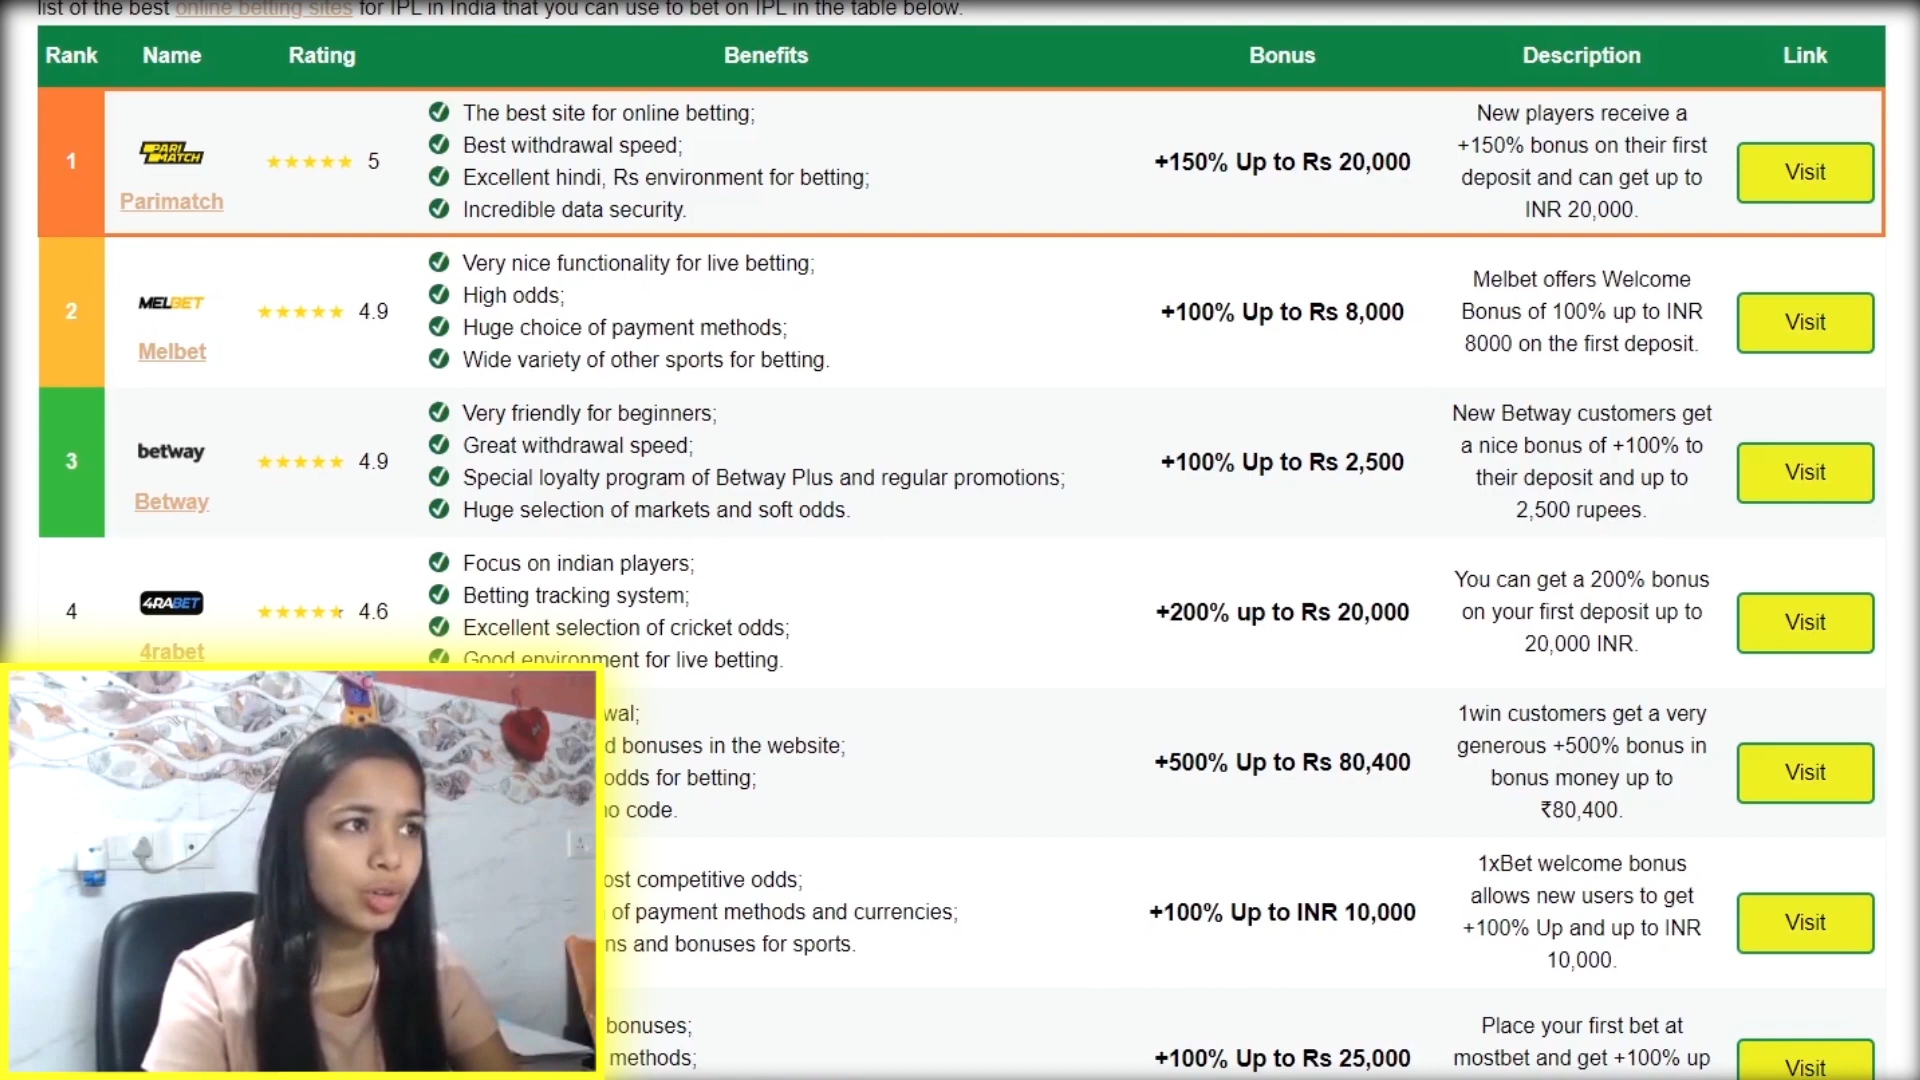 list of the best online betting sites for IPL in India that you can use to bet on IPL in the table below.
Rank Name Rating Benefits Bonus Description Link
1
PARI MATCH
Parimatch
5
The best site for online betting;
Best withdrawal speed;
Excellent hindi, Rs environment for betting;
Incredible data security.
+150% Up to Rs 20,000
New players receive a
+150% bonus on their first
deposit and can get up to
INR 20,000.
Visit
2
MELBET
Melbet
4.9
Very nice functionality for live betting;
High odds;
Huge choice of payment methods;
Wide variety of other sports for betting.
+100% Up to Rs 8,000
Melbet offers Welcome
Bonus of 100% up to INR
8000 on the first deposit.
Visit
3
betway
Betway
4.9
Very friendly for beginners;
Great withdrawal speed;
Special loyalty program of Betway Plus and regular promotions;
Huge selection of markets and soft odds.
+100% Up to Rs 2,500
New Betway customers get
a nice bonus of +100% to
their deposit and up to
2,500 rupees.
Visit
4
4RABET
4rabet
4.6
Focus on indian players;
Betting tracking system;
Excellent selection of cricket odds;
Good environment for live betting.
+200% up to Rs 20,000
You can get a 200% bonus
on your first deposit up to
20,000 INR.
Visit
bonuses in the website;
odds for betting;
code.
+500% Up to Rs 80,400
1win customers get a very
generous +500% bonus in
bonus money up to
₹80,400.
Visit
competitive odds;
of payment methods and currencies;
and bonuses for sports.
+100% Up to INR 10,000
1xBet welcome bonus
allows new users to get
+100% Up and up to INR
10,000.
Visit
bonuses;
methods;
+100% Up to Rs 25,000
Place your first bet at
mostbet and get +100% up
Visit